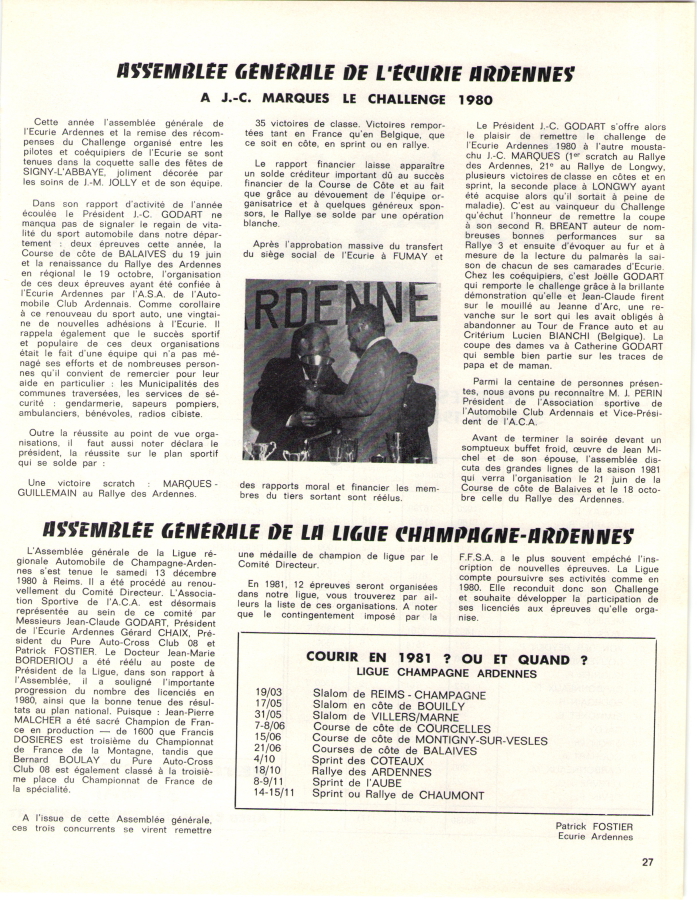 ASSEMBLÉE GÉNÉRALE DE L'ÉCURIE ARDENNES
A J.-C. MARQUES LE CHALLENGE 1980
Cette année l'assemblée générale de
l'Ecurie Ardennes et la remise des récom-
penses du Challenge organisé entre les
pilotes et coéquipiers de l'Ecurie se sont
tenues dans la coquette salle des fêtes de
SIGNY-L'ABBAYE, joliment décorée par
les soins de J.-M. JOLLY et de son équipe.
Dans son rapport d'activité de l'année
écoulée le Président J.-C. GODART ne
manqua pas de signaler le regain de vita-
lité du sport automobile dans notre dépar-
tement : deux épreuves cette année, la
Course de côte de BALAIVES du 19 juin
et la renaissance du Rallye des Ardennes
en régional le 19 octobre, l'organisation
de ces deux épreuves ayant été confiée à
l'Ecurie Ardennes par l'A.S.A. de l'Auto-
mobile Club Ardennais. Comme corollaire
à ce renouveau du sport auto, une vingtai-
ne de nouvelles adhésions à l'Ecurie. Il
rappela également que le succès sportif
et populaire de ces deux organisations
était le fait d'une équipe qui n'a pas mé-
nagé ses efforts et de nombreuses person-
nes qu'il convient de remercier pour leur
aide en particulier : les Municipalités des
communes traversées, les services de sé-
curité : gendarmerie, sapeurs pompiers,
ambulanciers, bénévoles, radios cibiste.
Outre la réussite au point de vue orga-
nisations, il faut aussi noter déclara le
président, la réussite sur le plan sportif
qui se solde par :
Une victoire scratch : MARQUES -
GUILLEMAIN au Rallye des Ardennes.
35 victoires de classe. Victoires rempor-
tées tant en France qu'en Belgique, que
ce soit en côte, en sprint ou en rallye.
Le rapport financier laisse apparaître
un solde créditeur important dû au succès
financier de la Course de Côte et au fait
que grâce au dévouement de l'équipe or-
ganisatrice et à quelques généreux spon-
sors, le Rallye se solde par une opération
blanche.
Après l'approbation massive du transfert
du siège social de l'Ecurie à FUMAY et
ARDENNE
des rapports moral et financier les mem-
bres du tiers sortant sont réélus.
Le Président J.-C. GODART s'offre alors
le plaisir de remettre le challenge de
l'Ecurie Ardennes 1980 à l'autre mousta-
chu J.-C. MARQUES (1er scratch au Rallye
des Ardennes, 21e au Rallye de Longwy,
plusieurs victoires de classe en côtes et en
sprint, la seconde place à LONGWY ayant
été acquise alors qu'il sortait à peine de
maladie). C'est au vainqueur du Challenge
qu'échut l'honneur de remettre la coupe
à son second R. BREANT auteur de nom-
breuses bonnes performances sur sa
Rallye 3 et ensuite d'évoquer au fur et à
mesure de la lecture du palmarès la sai-
son de chacun de ses camarades d'Ecurie.
Chez les coéquipiers, c'est Joëlle GODART
qui remporte le challenge grâce à la brillante
démonstration qu'elle et Jean-Claude firent
sur le mouillé au Jeanne d'Arc, une re-
vanche sur le sort qui les avait obligés à
abandonner au Tour de France auto et au
Critérium Lucien BIANCHI (Belgique). La
coupe des dames va à Catherine GODART
qui semble bien partie sur les traces de
papa et de maman.
Parmi la centaine de personnes présen-
tes, nous avons pu reconnaître M. J. PERIN
Président de l'Association sportive de
l'Automobile Club Ardennais et Vice-Prési-
dent de l'A.C.A.
Avant de terminer la soirée devant un
somptueux buffet froid, œuvre de Jean Mi-
chel et de son épouse, l'assemblée dis-
cuta des grandes lignes de la saison 1981
qui verra l'organisation le 21 juin de la
Course de côte de Balaives et le 18 octo-
bre celle du Rallye des Ardennes.
ASSEMBLÉE GÉNÉRALE DE LA LIGUE CHAMPAGNE-ARDENNES
L'Assemblée générale de la Ligue ré-
gionale Automobile de Champagne-Arden-
nes s'est tenue le samedi 13 décembre
1980 à Reims. Il a été procédé au renou-
vellement du Comité Directeur. L'Associa-
tion Sportive de l'A.C.A. est désormais
représentée au sein de ce comité par
Messieurs Jean-Claude GODART, Président
de l'Ecurie Ardennes Gérard CHAIX, Pré-
sident du Pure Auto-Cross Club 08 et
Patrick FOSTIER. Le Docteur Jean-Marie
BORDERIOU a été réélu au poste de
Président de la Ligue, dans son rapport à
l'Assemblée, il a souligné l'importante
progression du nombre des licenciés en
1980, ainsi que la bonne tenue des résul-
tats au plan national. Puisque : Jean-Pierre
MALCHER a été sacré Champion de Fran-
ce en production — de 1600 que Francis
DOSIERES est troisième du Championnat
de France de la Montagne, tandis que
Bernard BOULAY du Pure Auto-Cross
Club 08 est également classé à la troisiè-
me place du Championnat de France de
la spécialité.
A l'issue de cette Assemblée générale,
ces trois concurrents se virent remettre
une médaille de champion de ligue par le
Comité Directeur.
En 1981, 12 épreuves seront organisées
dans notre ligue, vous trouverez par ail-
leurs la liste de ces organisations. A noter
que le contingentement imposé par la
F.F.S.A. a le plus souvent empéché l'ins-
cription de nouvelles épreuves. La Ligue
compte poursuivre ses activités comme en
1980. Elle reconduit donc son Challenge
et souhaite développer la participation de
ses licenciés aux épreuves qu'elle orga-
nise.
COURIR EN 1981 ? OU ET QUAND ?
LIGUE CHAMPAGNE ARDENNES
19/03 Slalom de REIMS - CHAMPAGNE
17/05 Slalom en côte de BOUILLY
31/05 Slalom de VILLERS/MARNE
7-8/06 Course de côte de COURCELLES
15/06 Course de côte de MONTIGNY-SUR-VESLES
21/06 Courses de côte de BALAIVES
4/10 Sprint des COTEAUX
18/10 Rallye des ARDENNES
8-9/11 Sprint de l'AUBE
14-15/11 Sprint ou Rallye de CHAUMONT
Patrick FOSTIER
Ecurie Ardennes
27